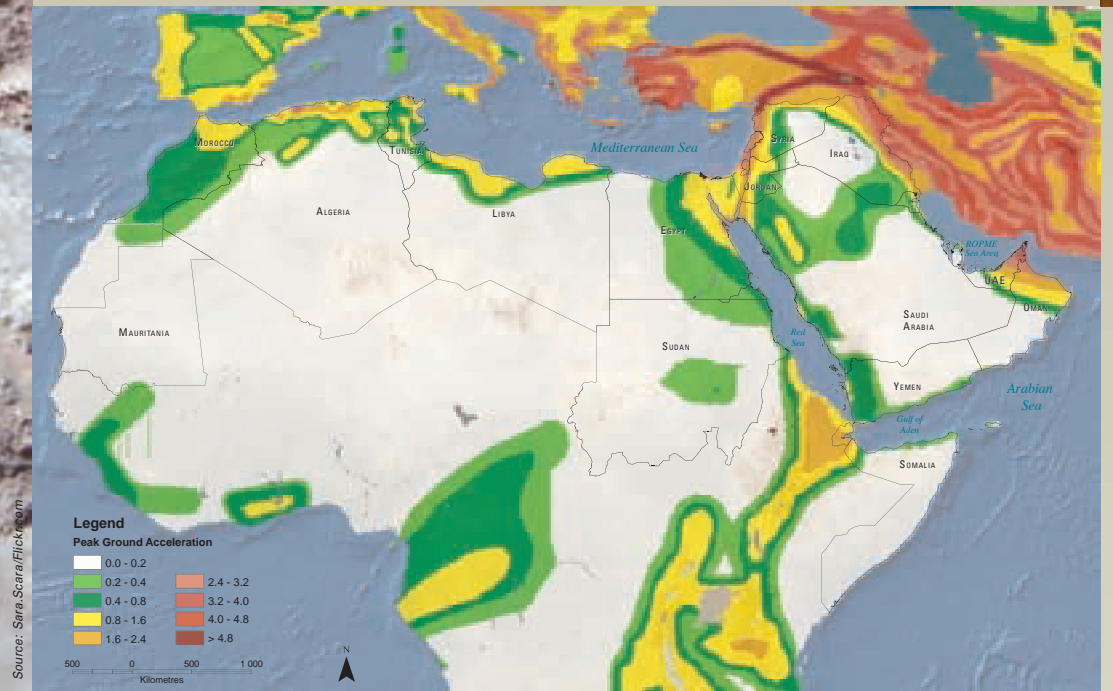 Mediterranean Sea
MOROCCO
TUNISIA
ALGERIA
LIBYA
EGYPT
SYRIA
IRAQ
JORDAN
ROPME
Sea Area
UAE
OMAN
SAUDI
ARABIA
MAURITANIA
SUDAN
Red
Sea
YEMEN
Arabian
Sea
Gulf of
Aden
SOMALIA
Legend
Peak Ground Acceleration
0.0 - 0.2
0.2 - 0.4
0.4 - 0.8
0.8 - 1.6
1.6 - 2.4
2.4 - 3.2
3.2 - 4.0
4.0 - 4.8
> 4.8
500 0 500 1 000
Kilometres
N
Source: Sara.Scara/Flickr.com